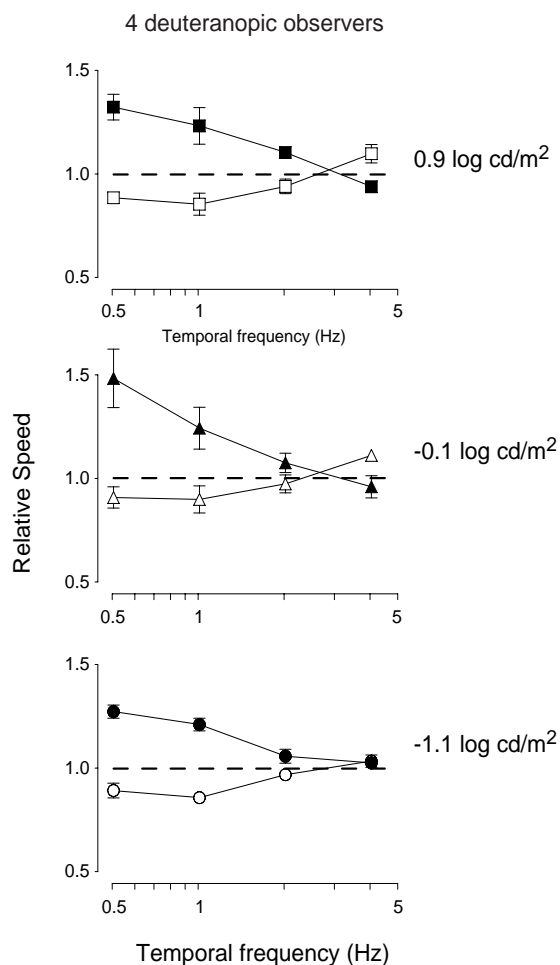 4 deuteranopic observers
1.5
1.0
0.5
0.9 log cd/m²
0.5 1 5
Temporal frequency (Hz)
Relative Speed
1.5
1.0
0.5
-0.1 log cd/m²
0.5 1 5
1.5
1.0
0.5
-1.1 log cd/m²
0.5 1 5
Temporal frequency (Hz)